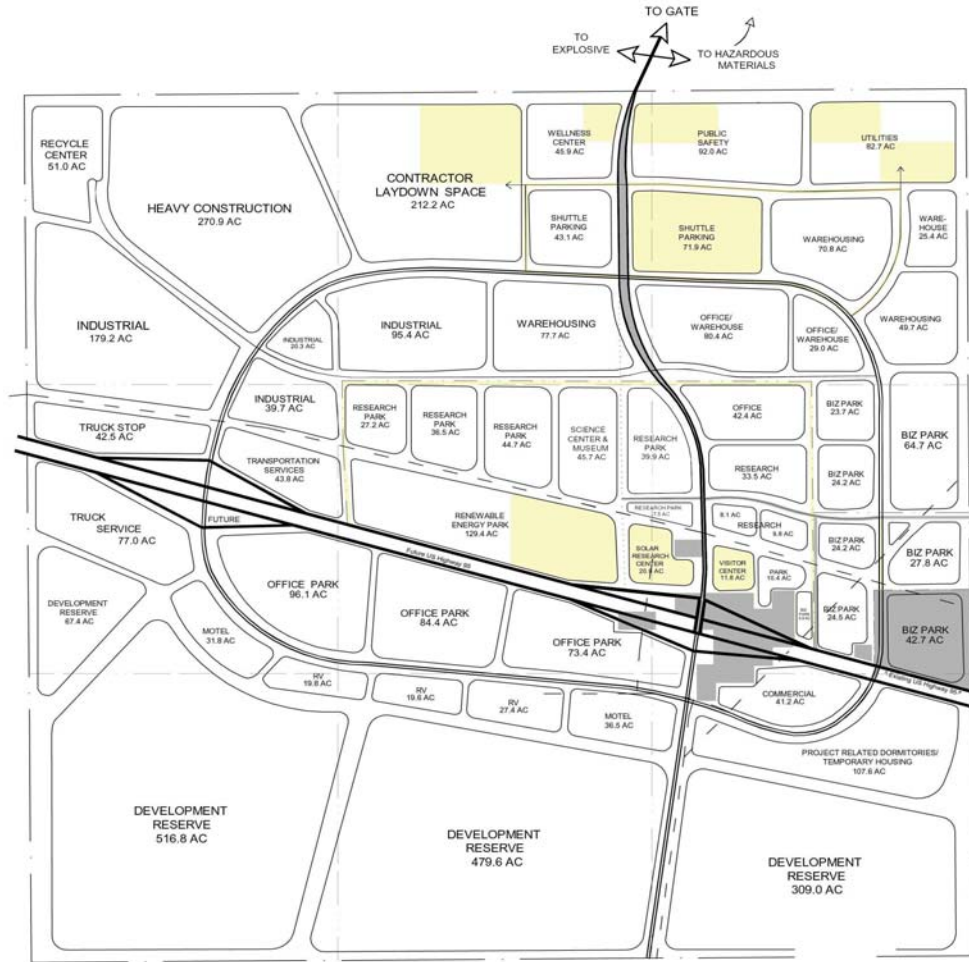 TO GATE
TO
EXPLOSIVE
TO HAZARDOUS
MATERIALS
RECYCLE
CENTER
51.0 AC
HEAVY CONSTRUCTION
270.9 AC
CONTRACTOR
LAYDOWN SPACE
212.2 AC
WELLNESS
CENTER
45.9 AC
PUBLIC
SAFETY
92.0 AC
UTILITIES
82.7 AC
SHUTTLE
PARKING
43.1 AC
SHUTTLE
PARKING
71.9 AC
WAREHOUSING
70.8 AC
WARE-
HOUSE
25.4 AC
INDUSTRIAL
179.2 AC
INDUSTRIAL
INDUSTRIAL
95.4 AC
WAREHOUSING
77.7 AC
OFFICE/
WAREHOUSE
80.4 AC
OFFICE/
WAREHOUSE
29.0 AC
WAREHOUSING
49.7 AC
INDUSTRIAL
39.7 AC
RESEARCH
PARK
27.2 AC
RESEARCH
PARK
36.5 AC
RESEARCH
PARK
44.7 AC
SCIENCE
CENTER &
MUSEUM
45.7 AC
RESEARCH
PARK
39.9 AC
OFFICE
42.4 AC
BIZ PARK
23.7 AC
BIZ PARK
64.7 AC
TRUCK STOP
42.5 AC
TRANSPORTATION
SERVICES
43.8 AC
RESEARCH
33.5 AC
BIZ PARK
24.2 AC
TRUCK
SERVICE
77.0 AC
FUTURE
RENEWABLE
ENERGY PARK
129.4 AC
RESEARCH PARK
8.1 AC
RESEARCH
BIZ PARK
24.2 AC
BIZ PARK
27.8 AC
Future US Highway 95
SOLAR
RESEARCH
CENTER
VISITOR
CENTER
11.8 AC
PARK
15.4 AC
DEVELOPMENT
RESERVE
67.4 AC
OFFICE PARK
96.1 AC
OFFICE PARK
84.4 AC
OFFICE PARK
73.4 AC
BIZ PARK
24.5 AC
BIZ PARK
42.7 AC
MOTEL
31.8 AC
Existing US Highway 95
RV
19.8 AC
RV
19.6 AC
RV
27.4 AC
MOTEL
36.5 AC
COMMERCIAL
41.2 AC
PROJECT RELATED DORMITORIES/
TEMPORARY HOUSING
107.6 AC
DEVELOPMENT
RESERVE
516.8 AC
DEVELOPMENT
RESERVE
479.6 AC
DEVELOPMENT
RESERVE
309.0 AC